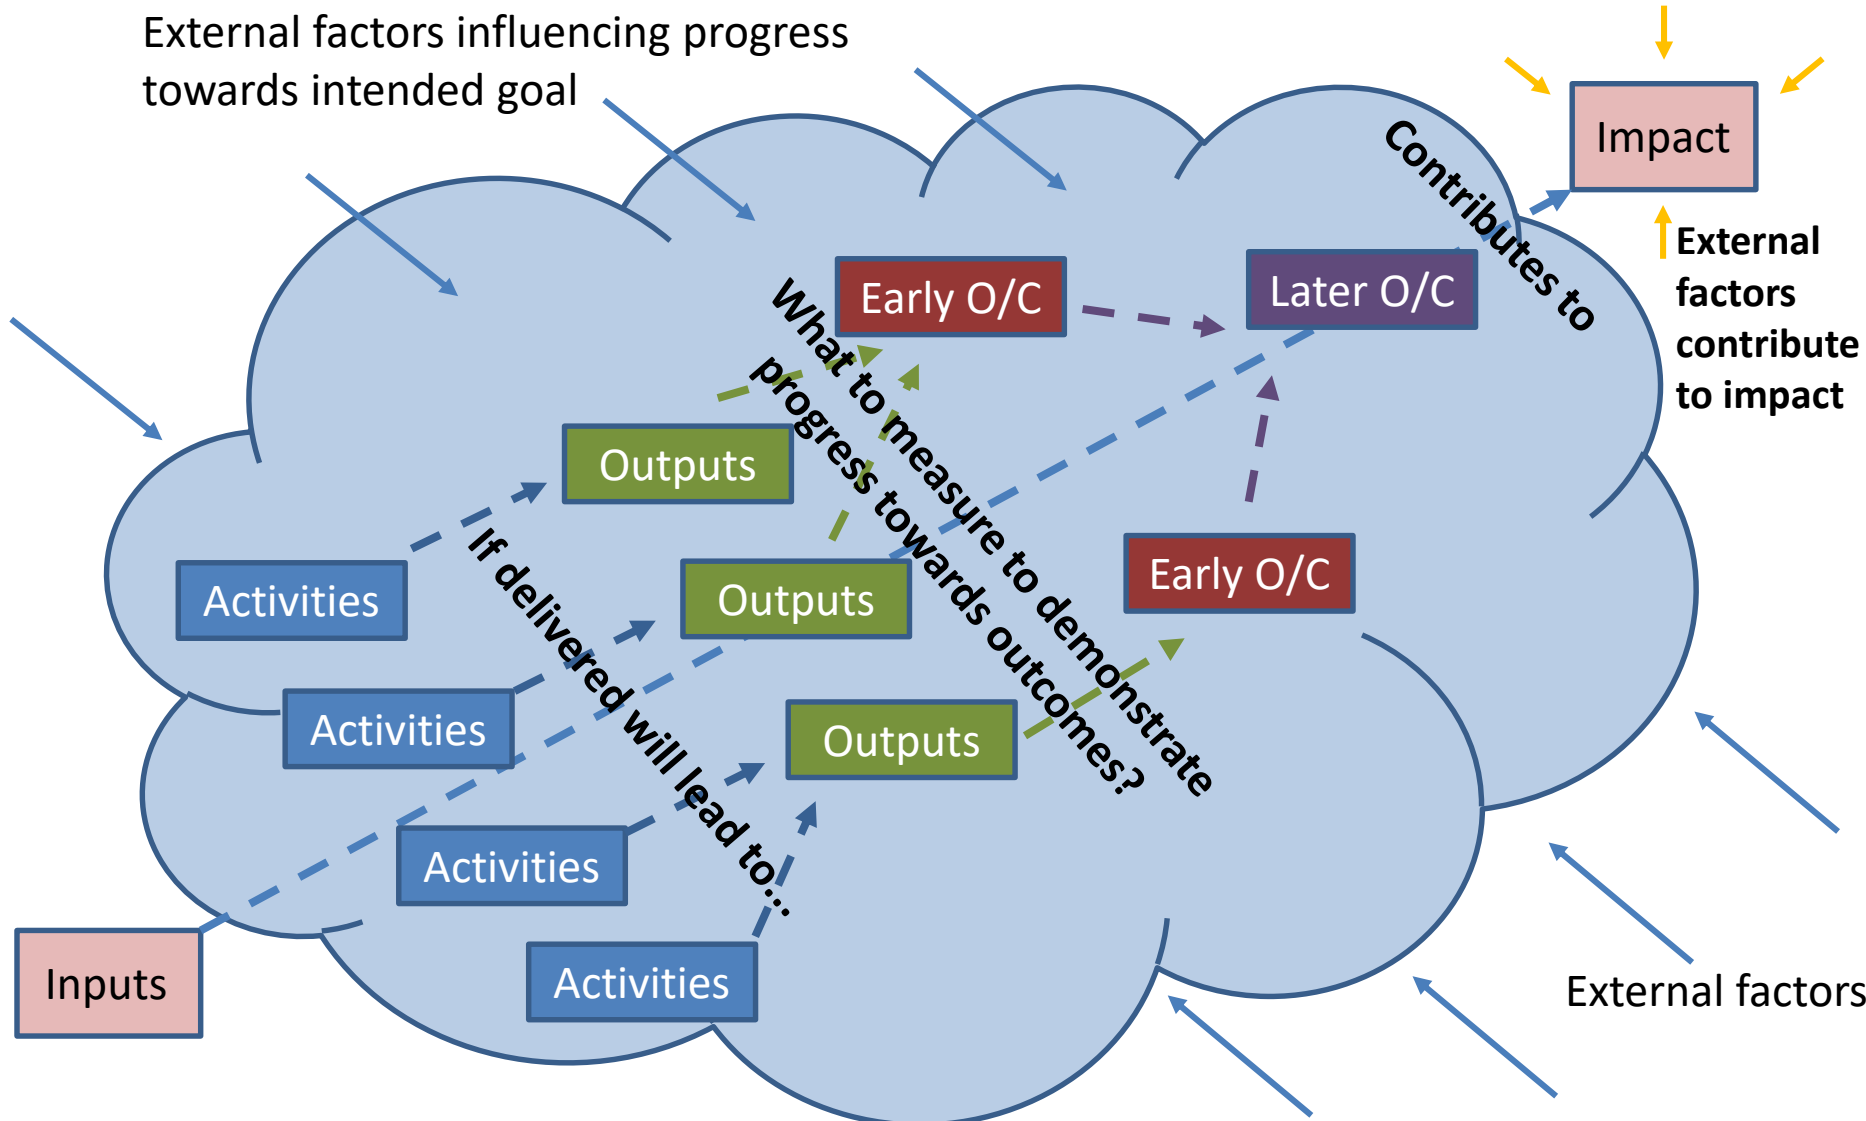 External factors influencing progress
towards intended goal
Impact
Contributes to
External
factors
contribute
to impact
Early O/C
Later O/C
What to measure to demonstrate
progress towards outcomes?
Outputs
If delivered will lead to...
Activities
Outputs
Early O/C
Activities
Outputs
Activities
Inputs
Activities
External factors